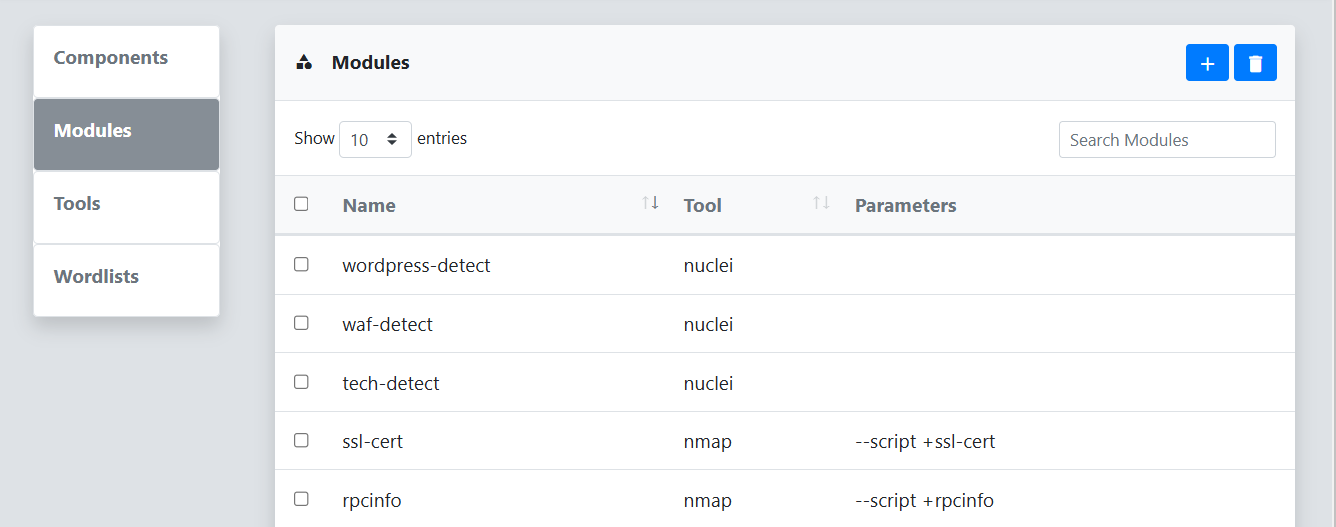 Components
Modules
Tools
Wordlists
Modules
Show 10 entries
Search Modules
Name Tool Parameters
wordpress-detect nuclei
waf-detect nuclei
tech-detect nuclei
ssl-cert nmap --script +ssl-cert
rpcinfo nmap --script +rpcinfo